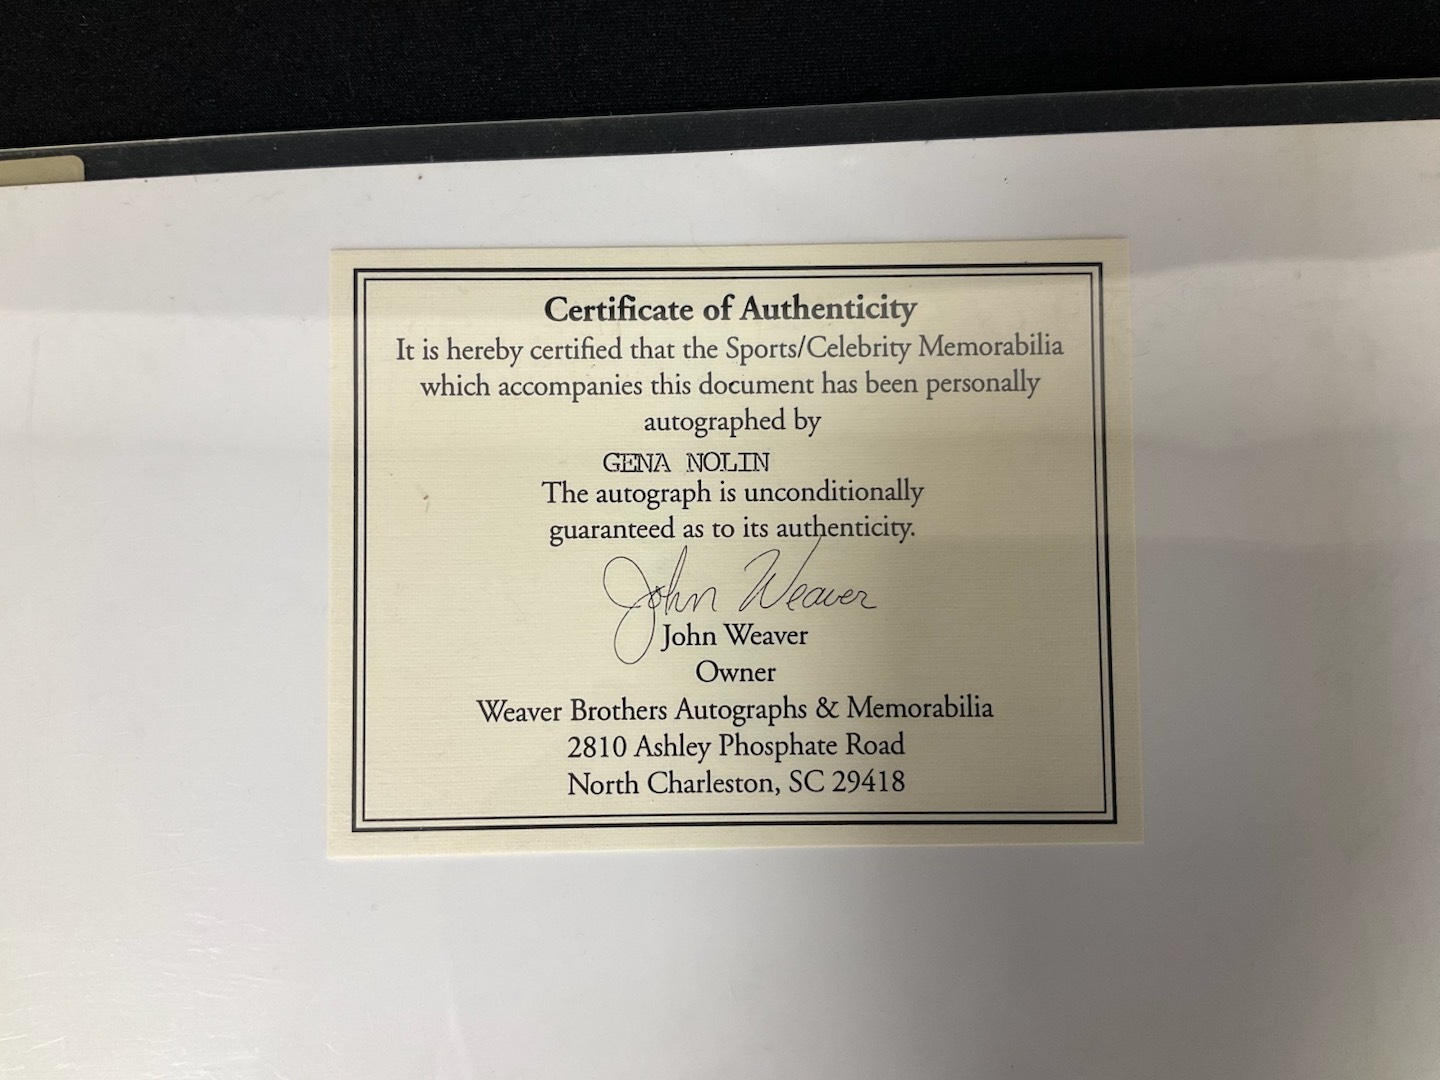 Certificate of Authenticity
It is hereby certified that the Sports/Celebrity Memorabilia
which accompanies this document has been personally
autographed by
GENA NOLIN
The autograph is unconditionally
guaranteed as to its authenticity.
John Weaver
John Weaver
Owner
Weaver Brothers Autographs & Memorabilia
2810 Ashley Phosphate Road
North Charleston, SC 29418